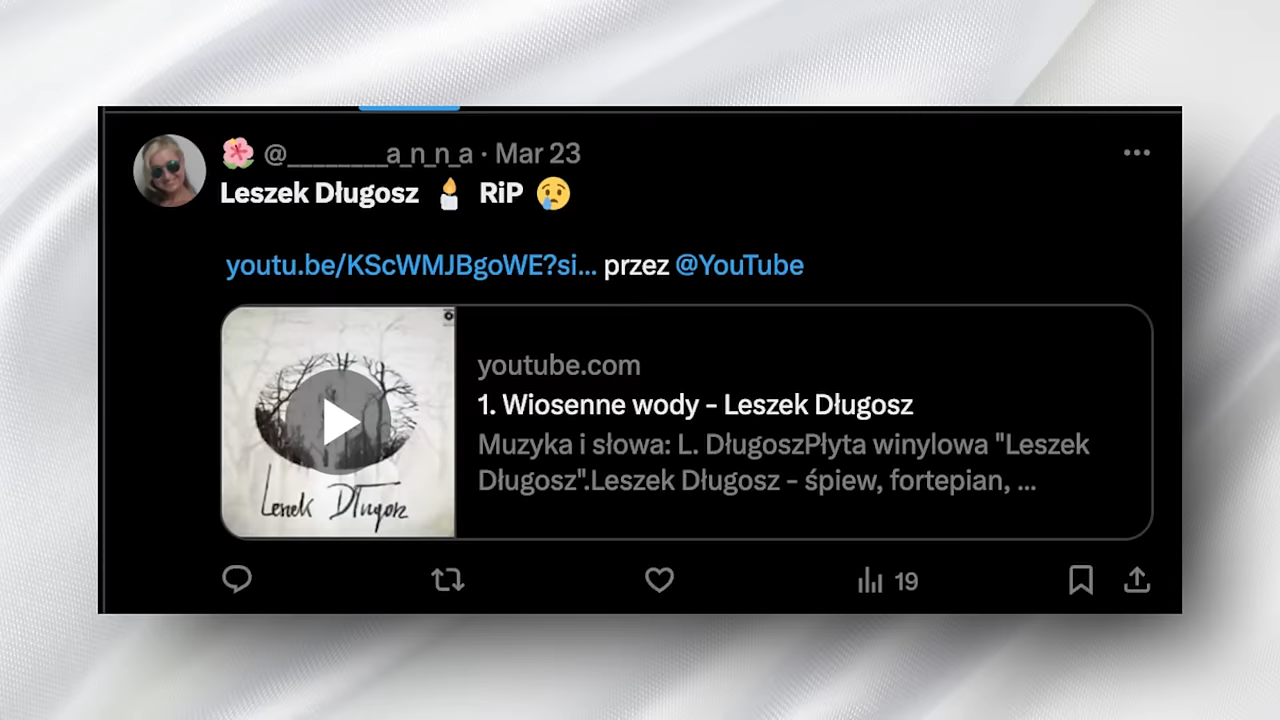 🌺 @________a_n_n_a · Mar 23
Leszek Długosz 🕯️ RiP 😢
youtu.be/KScWMJBgoWE?si... przez @YouTube
Leszek Długosz
youtube.com
1. Wiosenne wody - Leszek Długosz
Muzyka i słowa: L. DługoszPłyta winylowa "Leszek
Długosz".Leszek Długosz - śpiew, fortepian, ...
19